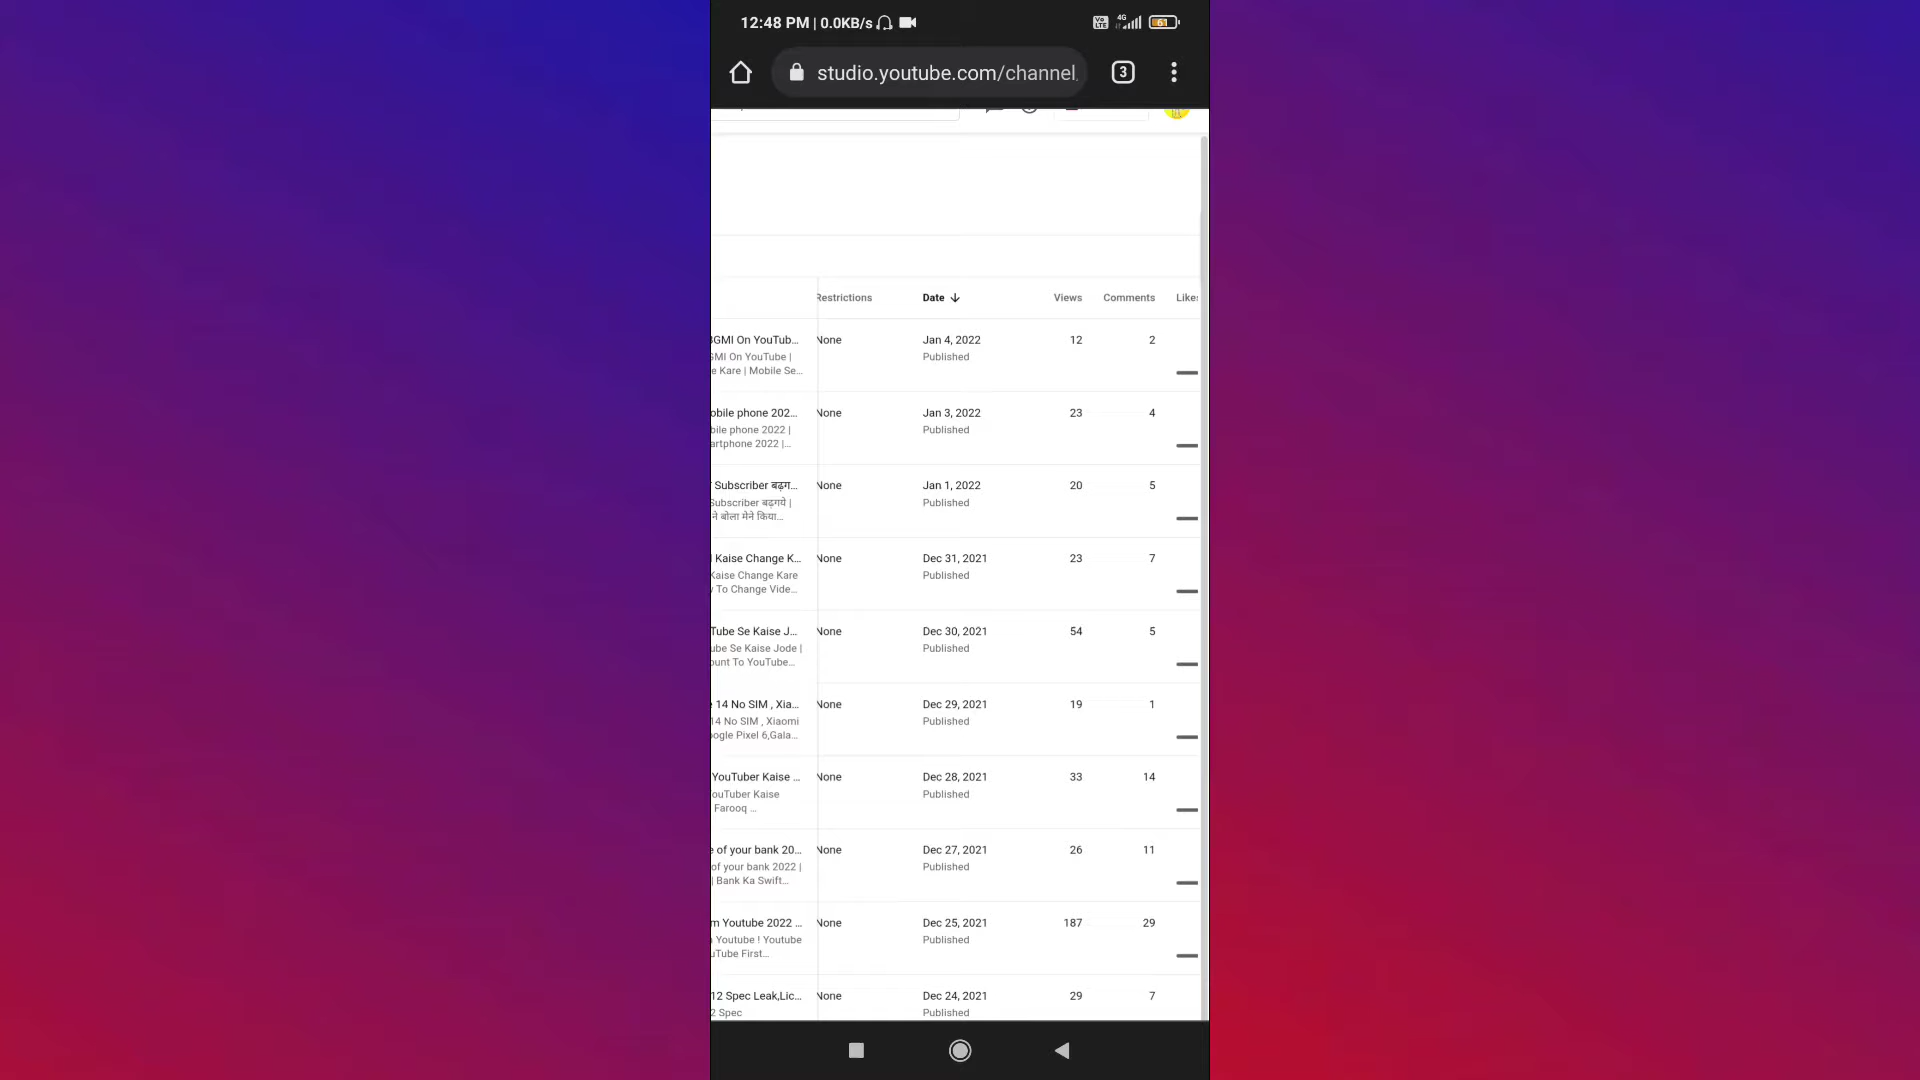 12:48 PM | 0.0KB/s
Vo LTE 4G 61
studio.youtube.com/channel
3
Restrictions Date Views Comments Likes
GMI On YouTub... None Jan 4, 2022 12 2
GMI On YouTube | Published
e Kare | Mobile Se...
obile phone 202... None Jan 3, 2022 23 4
bile phone 2022 | Published
artphone 2022 |...
Subscriber बढ़ग... None Jan 1, 2022 20 5
Subscriber बढ़गये | Published
ने बोला मेने किया...
Kaise Change K... None Dec 31, 2021 23 7
Kaise Change Kare Published
To Change Vide...
Tube Se Kaise J... None Dec 30, 2021 54 5
ube Se Kaise Jode | Published
ount To YouTube...
14 No SIM , Xia... None Dec 29, 2021 19 1
14 No SIM , Xiaomi Published
ogle Pixel 6,Gala...
YouTuber Kaise ... None Dec 28, 2021 33 14
ouTuber Kaise Published
Farooq ...
e of your bank 20... None Dec 27, 2021 26 11
of your bank 2022 | Published
| Bank Ka Swift...
m Youtube 2022 ... None Dec 25, 2021 187 29
Youtube ! Youtube Published
uTube First...
12 Spec Leak,Lic... None Dec 24, 2021 29 7
2 Spec Published